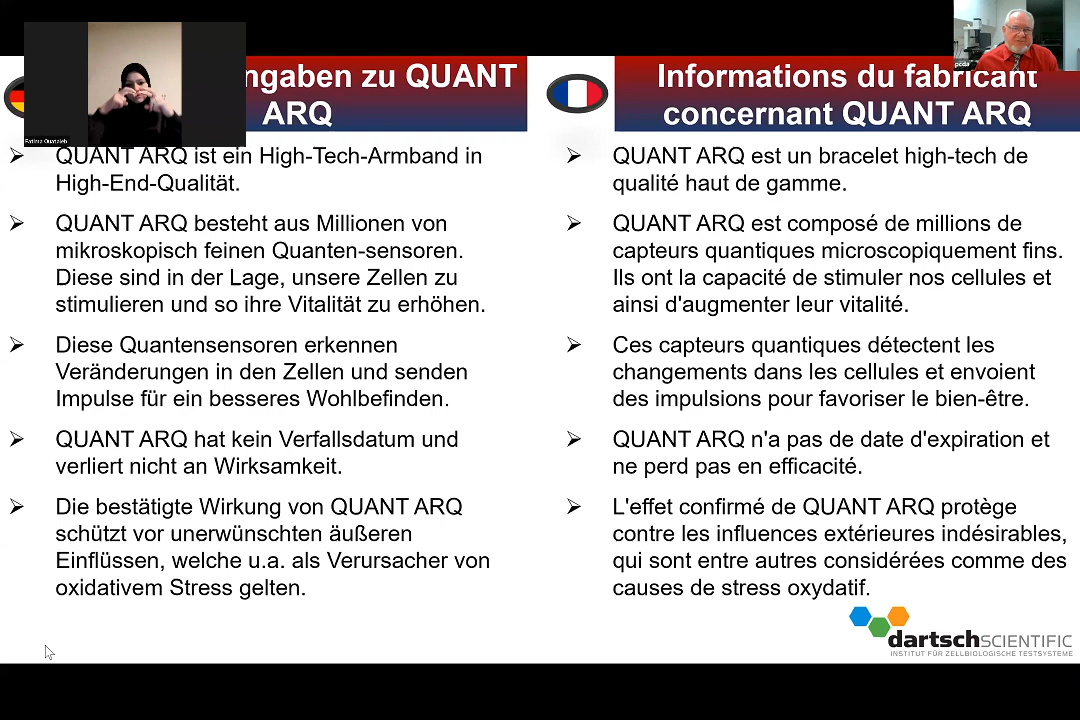 Fatima Ouataleb
ngaben zu QUANT
ARQ
QUANT ARQ ist ein High-Tech-Armband in
High-End-Qualität.
QUANT ARQ besteht aus Millionen von
mikroskopisch feinen Quanten-sensoren.
Diese sind in der Lage, unsere Zellen zu
stimulieren und so ihre Vitalität zu erhöhen.
Diese Quantensensoren erkennen
Veränderungen in den Zellen und senden
Impulse für ein besseres Wohlbefinden.
QUANT ARQ hat kein Verfallsdatum und
verliert nicht an Wirksamkeit.
Die bestätigte Wirkung von QUANT ARQ
schützt vor unerwünschten äußeren
Einflüssen, welche u.a. als Verursacher von
oxidativem Stress gelten.
pcda
Informations du fabricant
concernant QUANT ARQ
QUANT ARQ est un bracelet high-tech de
qualité haut de gamme.
QUANT ARQ est composé de millions de
capteurs quantiques microscopiquement fins.
Ils ont la capacité de stimuler nos cellules et
ainsi d'augmenter leur vitalité.
Ces capteurs quantiques détectent les
changements dans les cellules et envoient
des impulsions pour favoriser le bien-être.
QUANT ARQ n'a pas de date d'expiration et
ne perd pas en efficacité.
L'effet confirmé de QUANT ARQ protège
contre les influences extérieures indésirables,
qui sont entre autres considérées comme des
causes de stress oxydatif.
dartschSCIENTIFIC
INSTITUT FÜR ZELLBIOLOGISCHE TESTSYSTEME